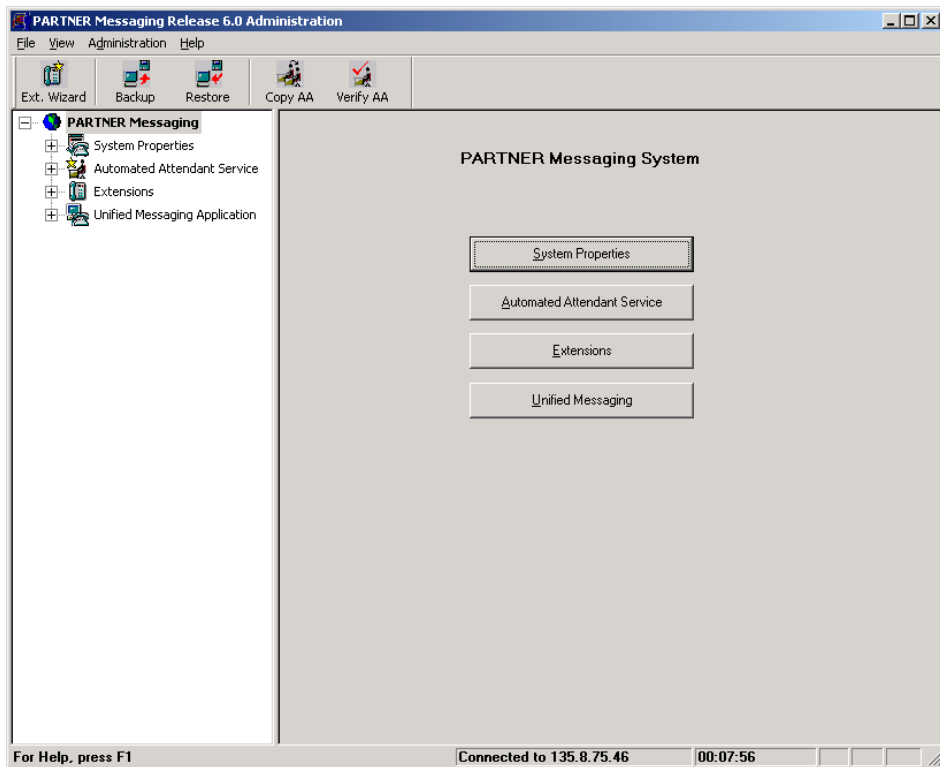 PARTNER Messaging Release 6.0 Administration
File View Administration Help
Ext. Wizard Backup Restore Copy AA Verify AA
PARTNER Messaging
System Properties
Automated Attendant Service
Extensions
Unified Messaging Application
PARTNER Messaging System
System Properties
Automated Attendant Service
Extensions
Unified Messaging
For Help, press F1 Connected to 135.8.75.46 00:07:56